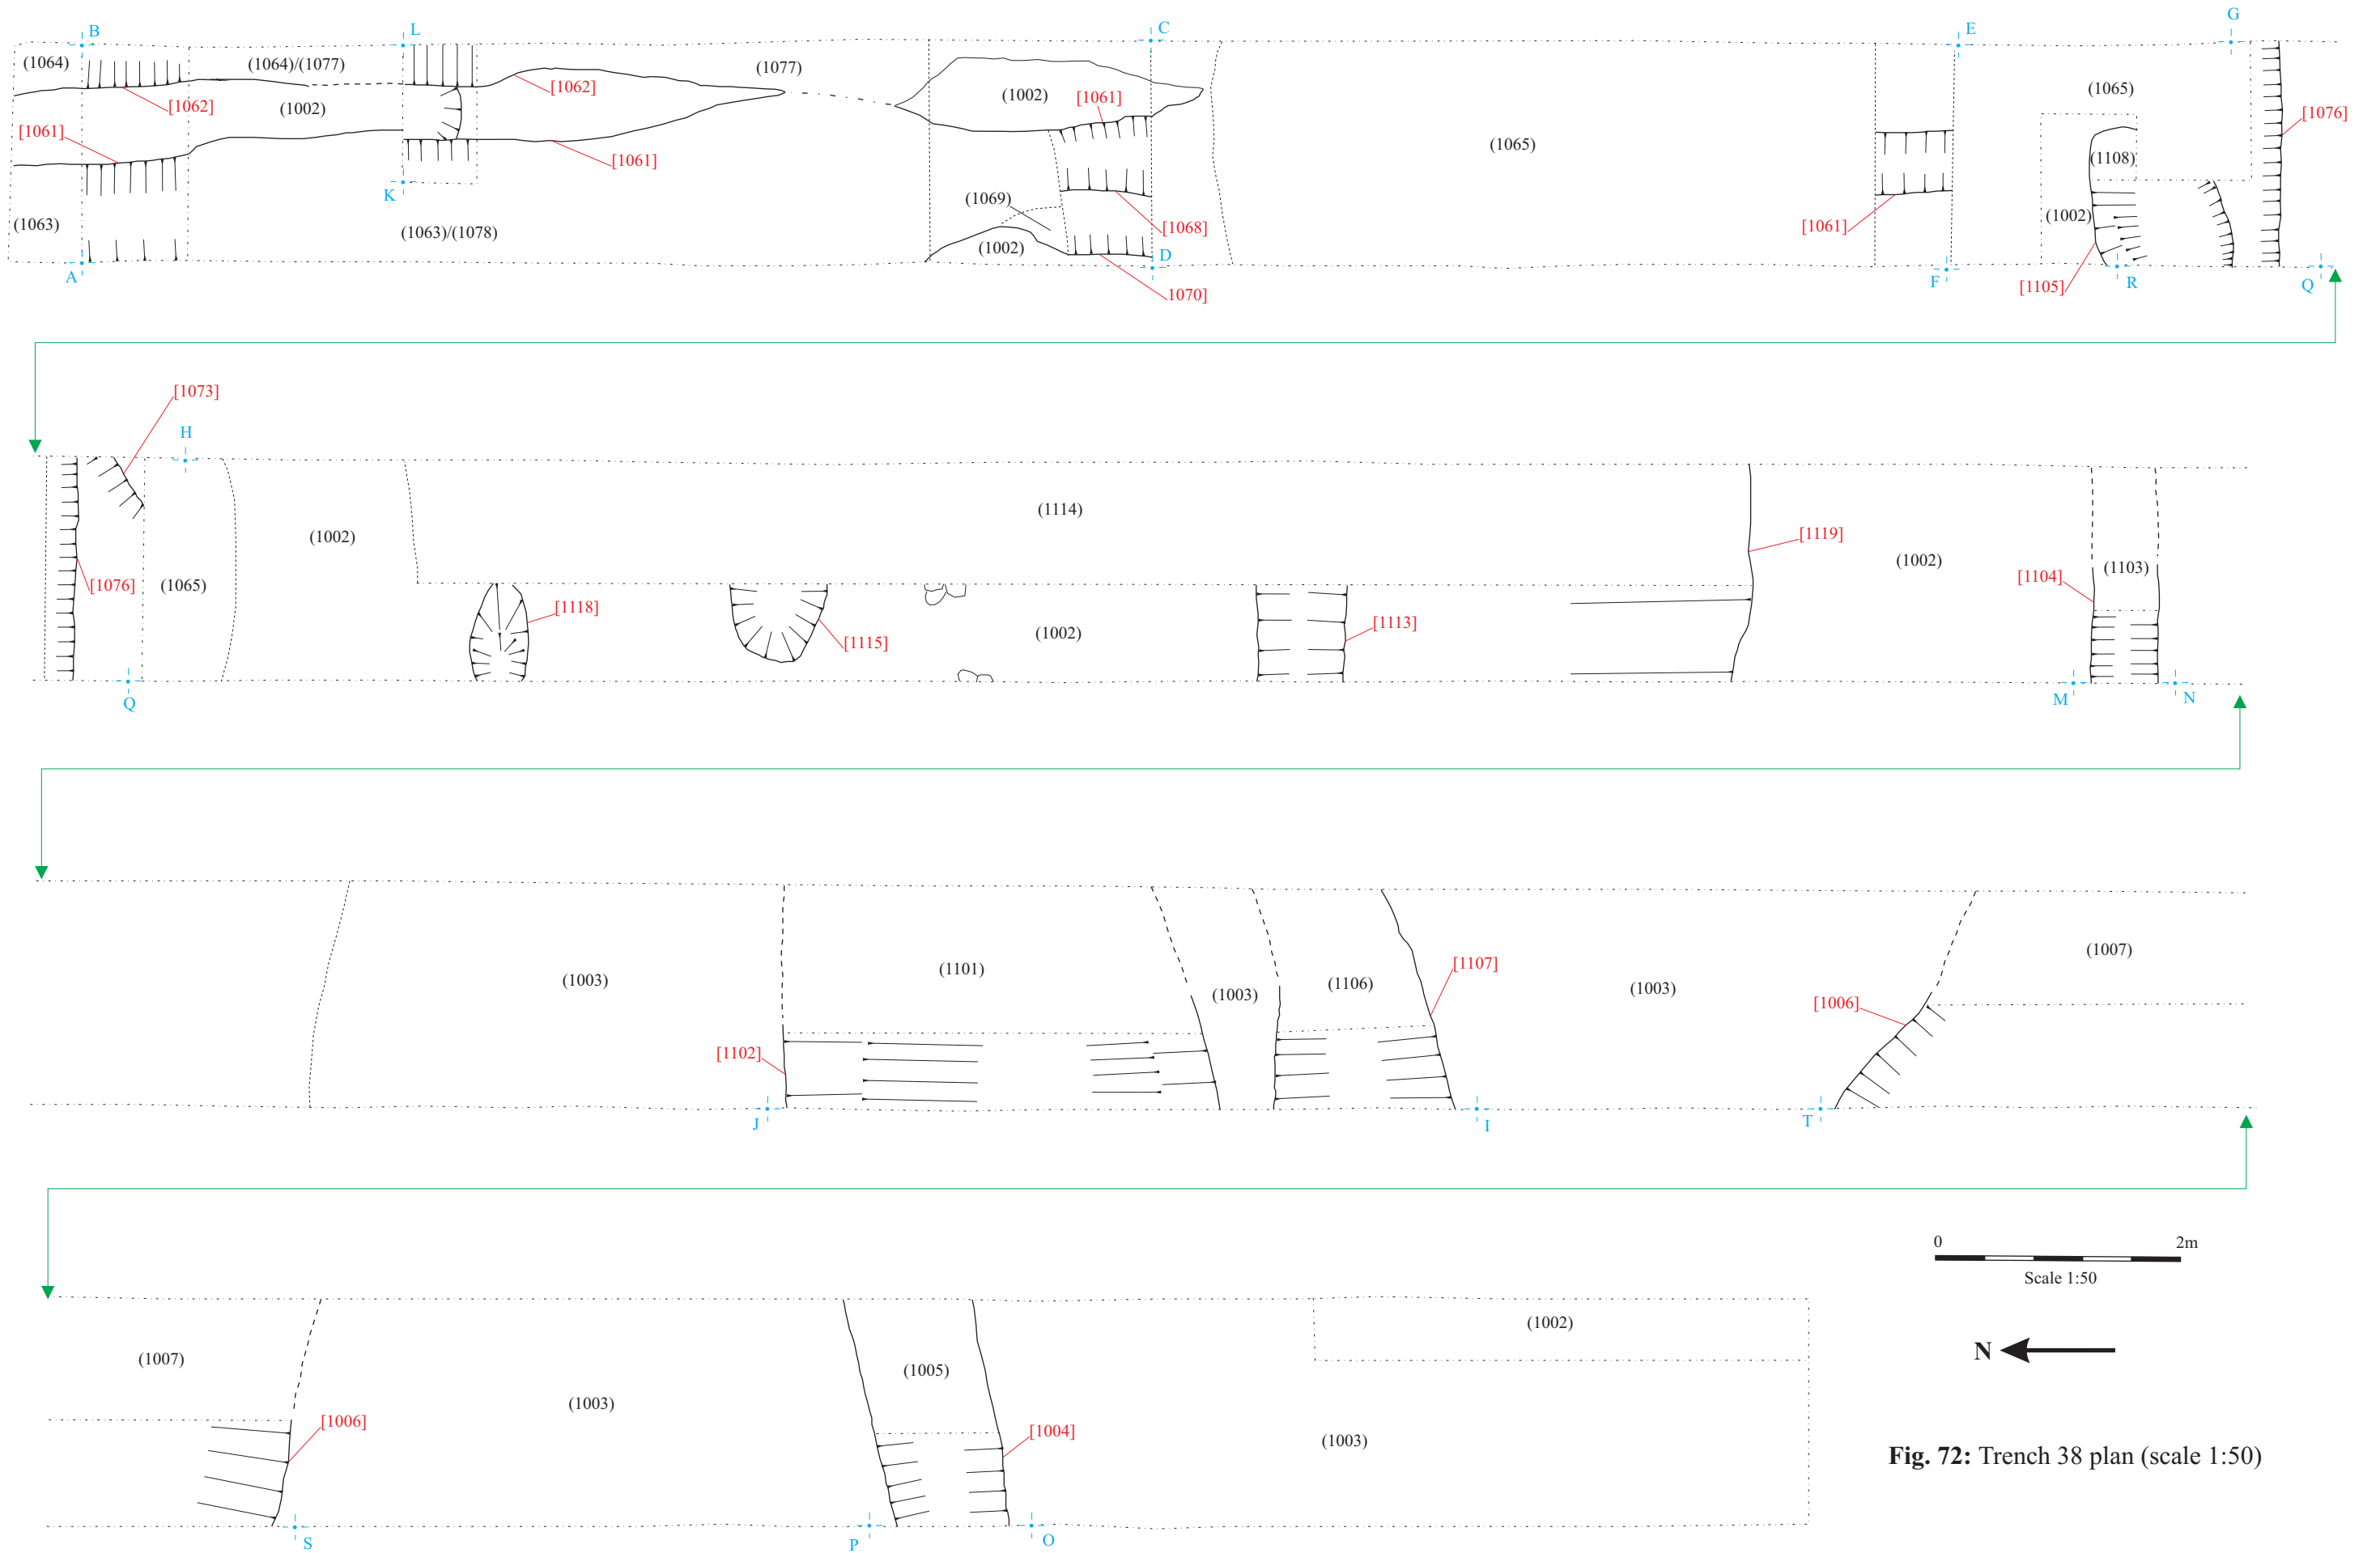 B
L
C
E
G
(1064)
(1064)/(1077)
(1077)
[1062]
[1062]
(1002)
(1002)
[1061]
(1065)
[1061]
[1076]
(1065)
[1061]
(1108)
K
(1069)
(1002)
(1063)
(1063)/(1078)
[1068]
[1061]
(1002)
A
D
F
R
Q
1070]
[1105]
[1073]
H
(1114)
(1002)
[1119]
(1002)
[1076]
(1065)
[1104]
(1103)
[1118]
[1115]
(1002)
[1113]
Q
M
N
(1003)
(1101)
(1003)
(1106)
[1107]
(1003)
[1006]
(1007)
[1102]
J
I
T
0
2m
Scale 1:50
(1002)
N
(1007)
(1005)
(1003)
[1006]
[1004]
(1003)
Fig. 72: Trench 38 plan (scale 1:50)
S
P
O